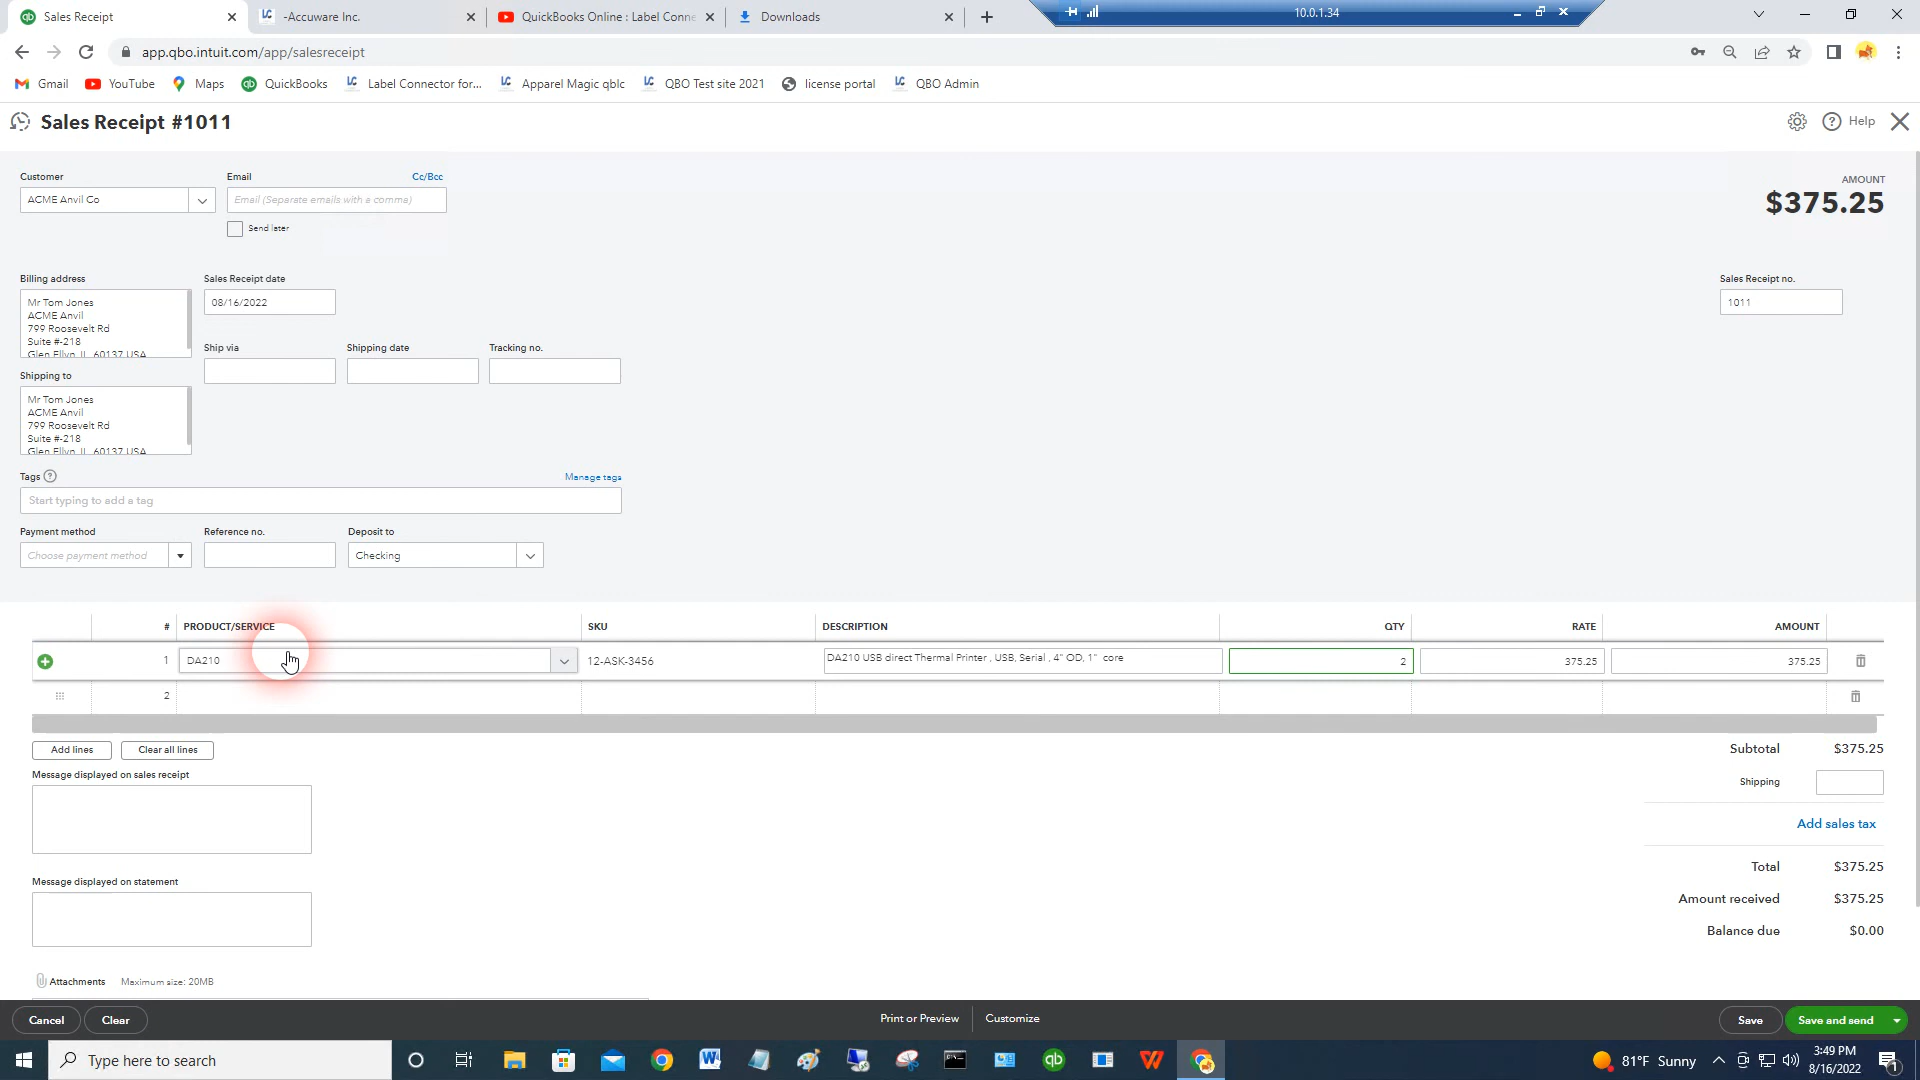 Sales Receipt
-Accuware Inc.
QuickBooks Online : Label Conne
Downloads
10.0.1.34
app.qbo.intuit.com/app/salesreceipt
Gmail
YouTube
Maps
QuickBooks
Label Connector for...
Apparel Magic qblc
QBO Test site 2021
license portal
QBO Admin
Sales Receipt #1011
Help
Customer
Email
Cc/Bcc
AMOUNT
ACME Anvil Co
Email (Separate emails with a comma)
$375.25
Send later
Billing address
Sales Receipt date
Sales Receipt no.
Mr Tom Jones
ACME Anvil
799 Roosevelt Rd
Suite #-218
Glen Ellyn, IL 60137 USA
08/16/2022
1011
Ship via
Shipping date
Tracking no.
Shipping to
Mr Tom Jones
ACME Anvil
799 Roosevelt Rd
Suite #-218
Glen Ellyn, IL 60137 USA
Tags
Manage tags
Start typing to add a tag
Payment method
Reference no.
Deposit to
Choose payment method
Checking
# PRODUCT/SERVICE SKU DESCRIPTION QTY RATE AMOUNT
1 DA210 12-ASK-3456 DA210 USB direct Thermal Printer , USB, Serial , 4" OD, 1" core 2 375.25 375.25
2
Add lines
Clear all lines
Subtotal $375.25
Message displayed on sales receipt
Shipping
Add sales tax
Total $375.25
Message displayed on statement
Amount received $375.25
Balance due $0.00
Attachments Maximum size: 20MB
Cancel
Clear
Print or Preview
Customize
Save
Save and send
Type here to search
81°F Sunny
3:49 PM
8/16/2022
1